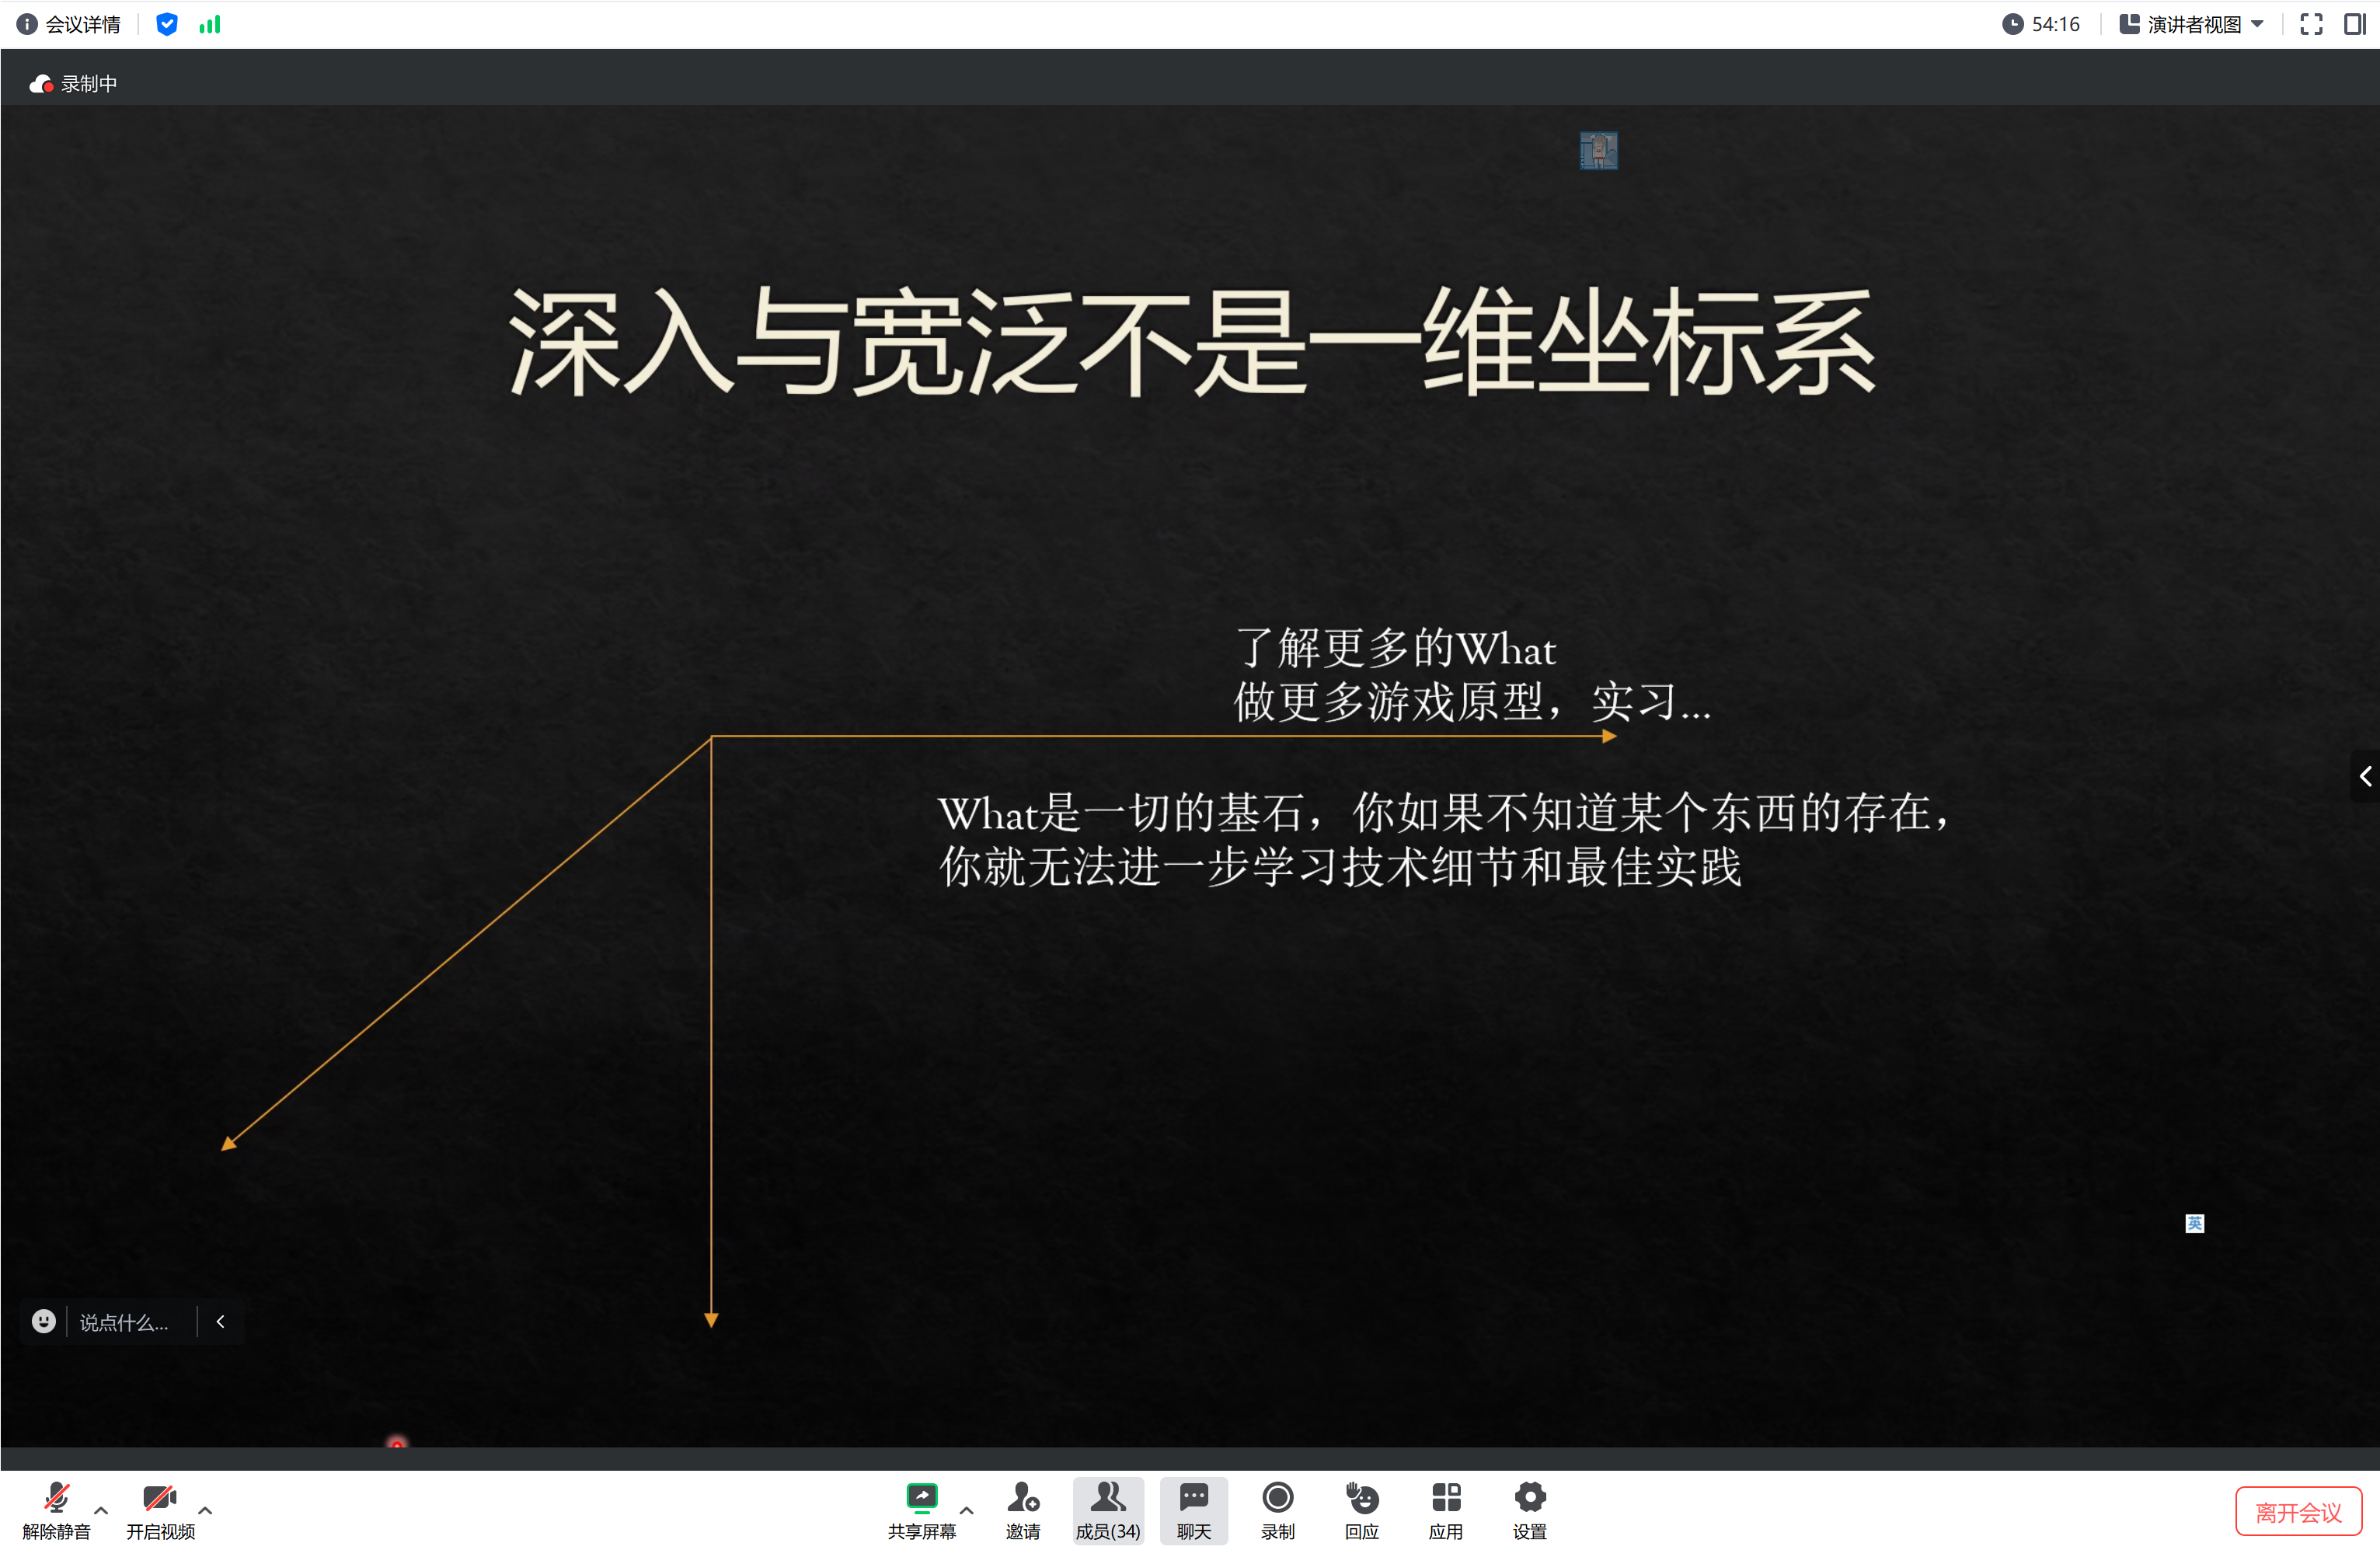 会议详情
54:16
演讲者视图
录制中
深入与宽泛不是一维坐标系
了解更多的What
做更多游戏原型，实习...
What是一切的基石，你如果不知道某个东西的存在，
你就无法进一步学习技术细节和最佳实践
英
说点什么...
解除静音
开启视频
共享屏幕
邀请
成员(34)
聊天
录制
回应
应用
设置
离开会议